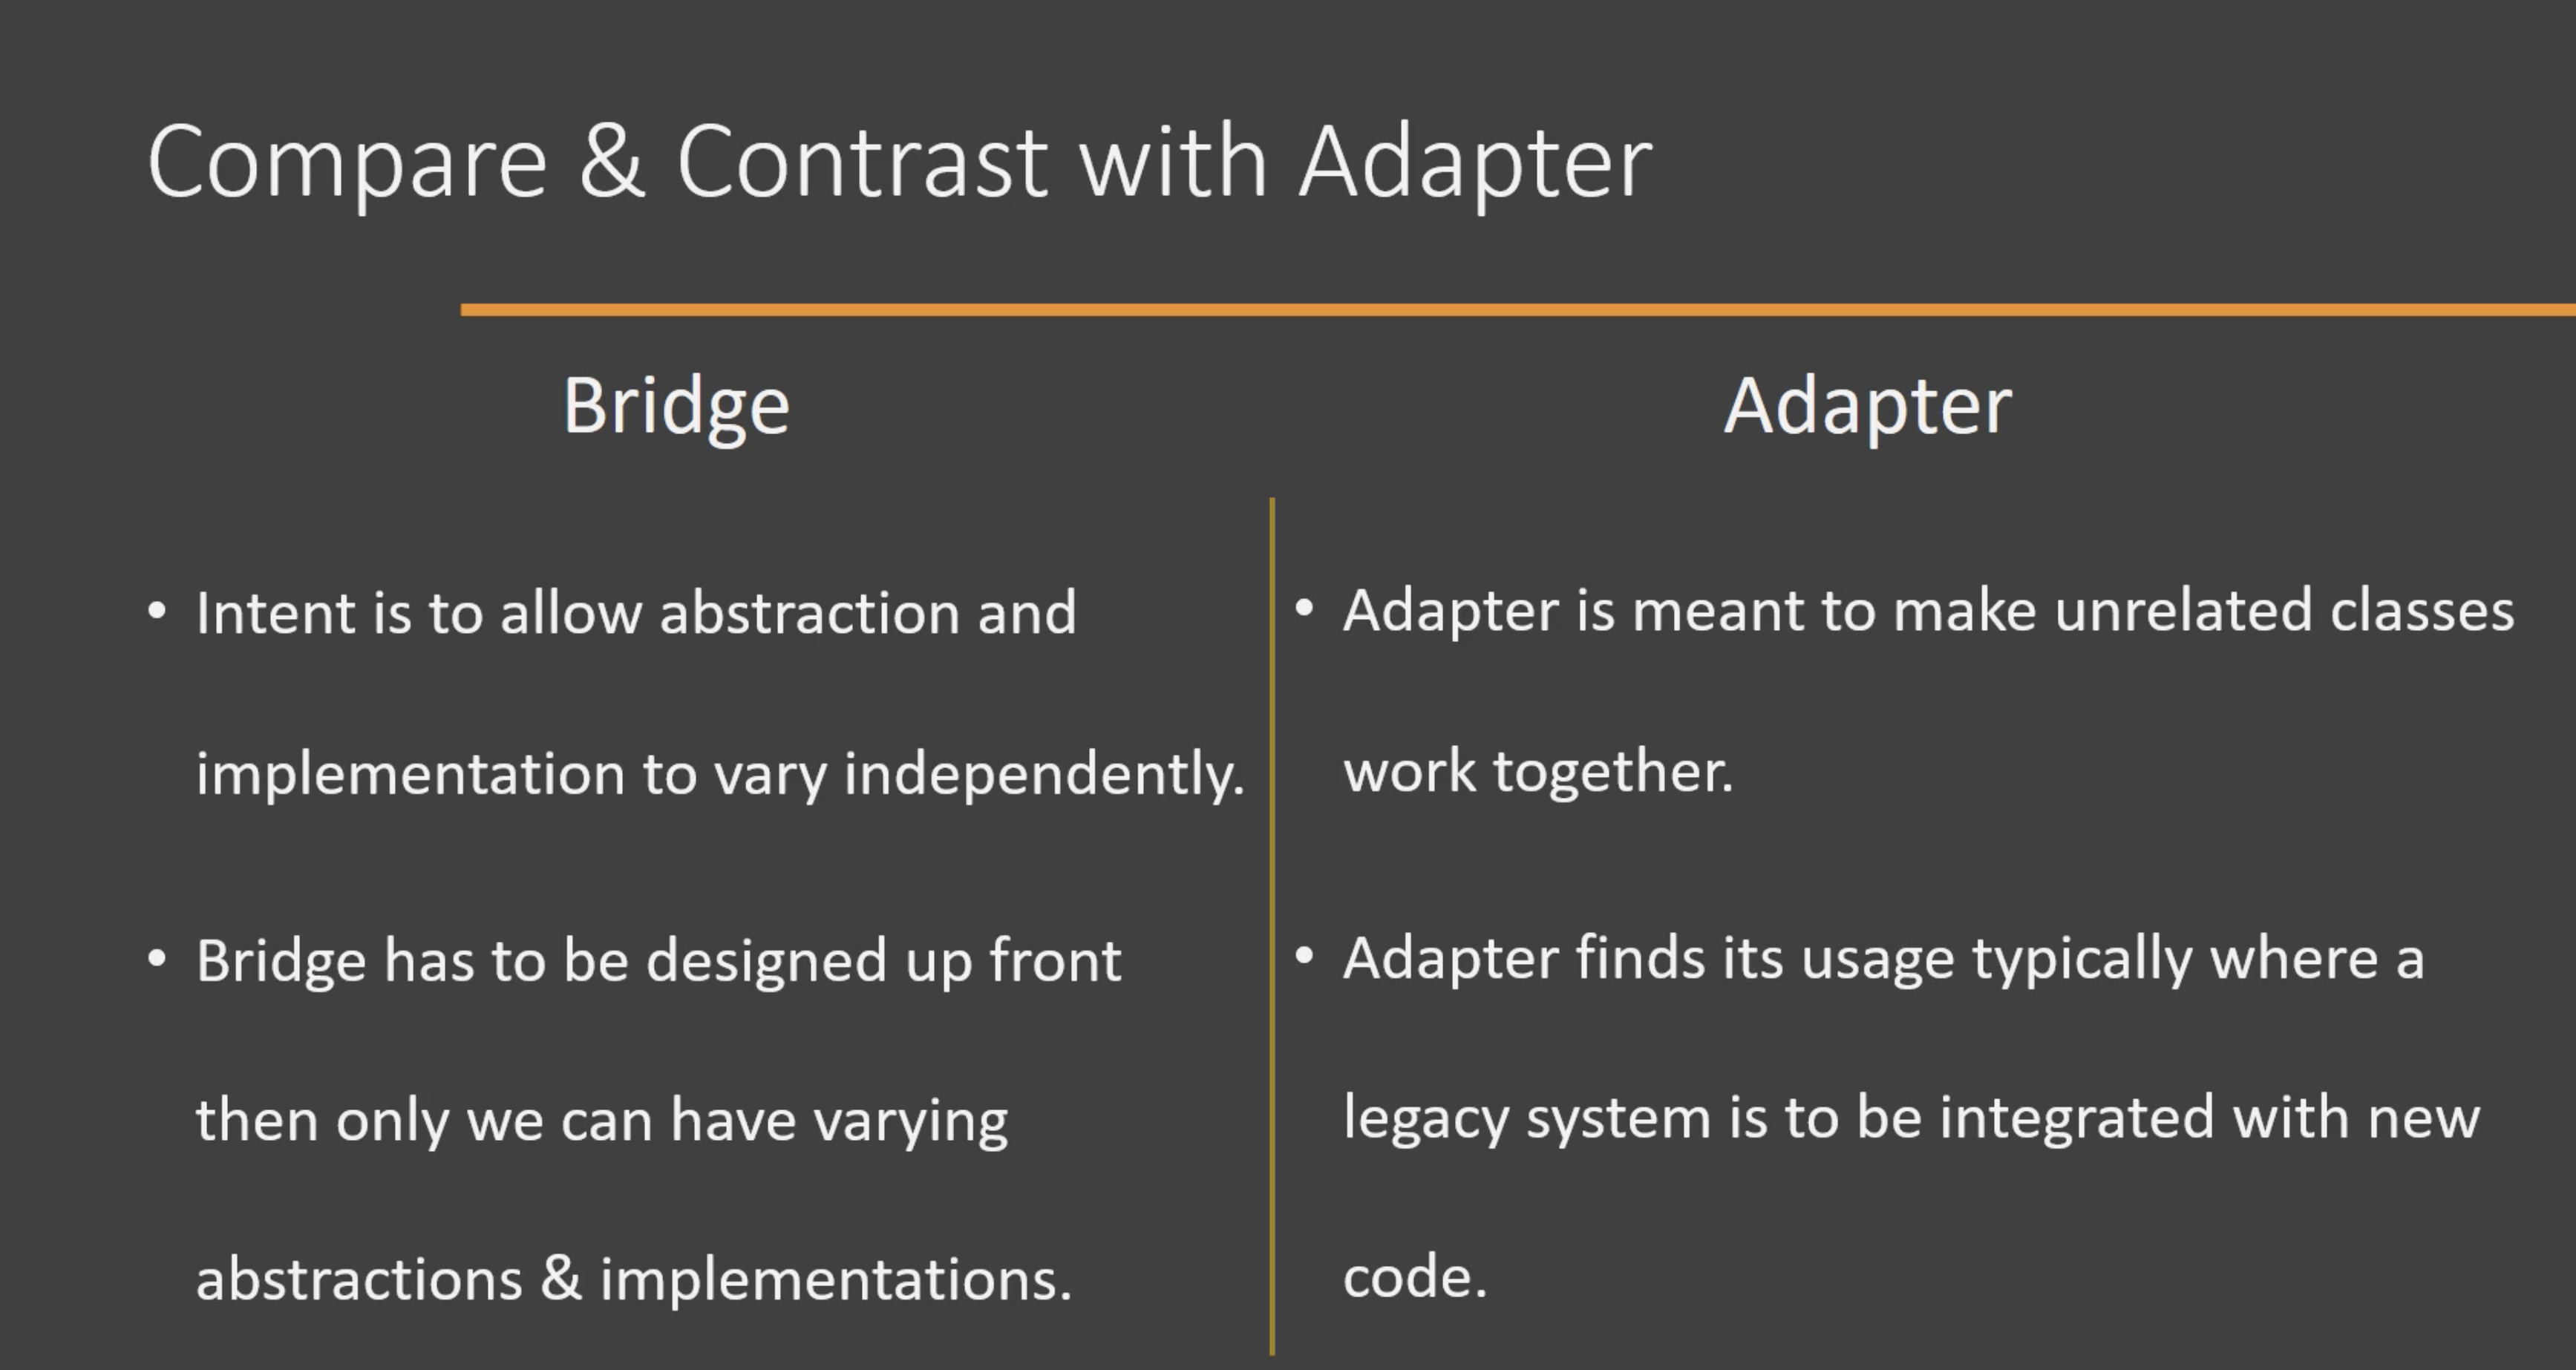 Compare & Contrast with Adapter
Bridge
• Intent is to allow abstraction and
implementation to vary independently.
• Bridge has to be designed up front
then only we can have varying
abstractions & implementations.
Adapter
• Adapter is meant to make unrelated classes
work together.
• Adapter finds its usage typically where a
legacy system is to be integrated with new
code.